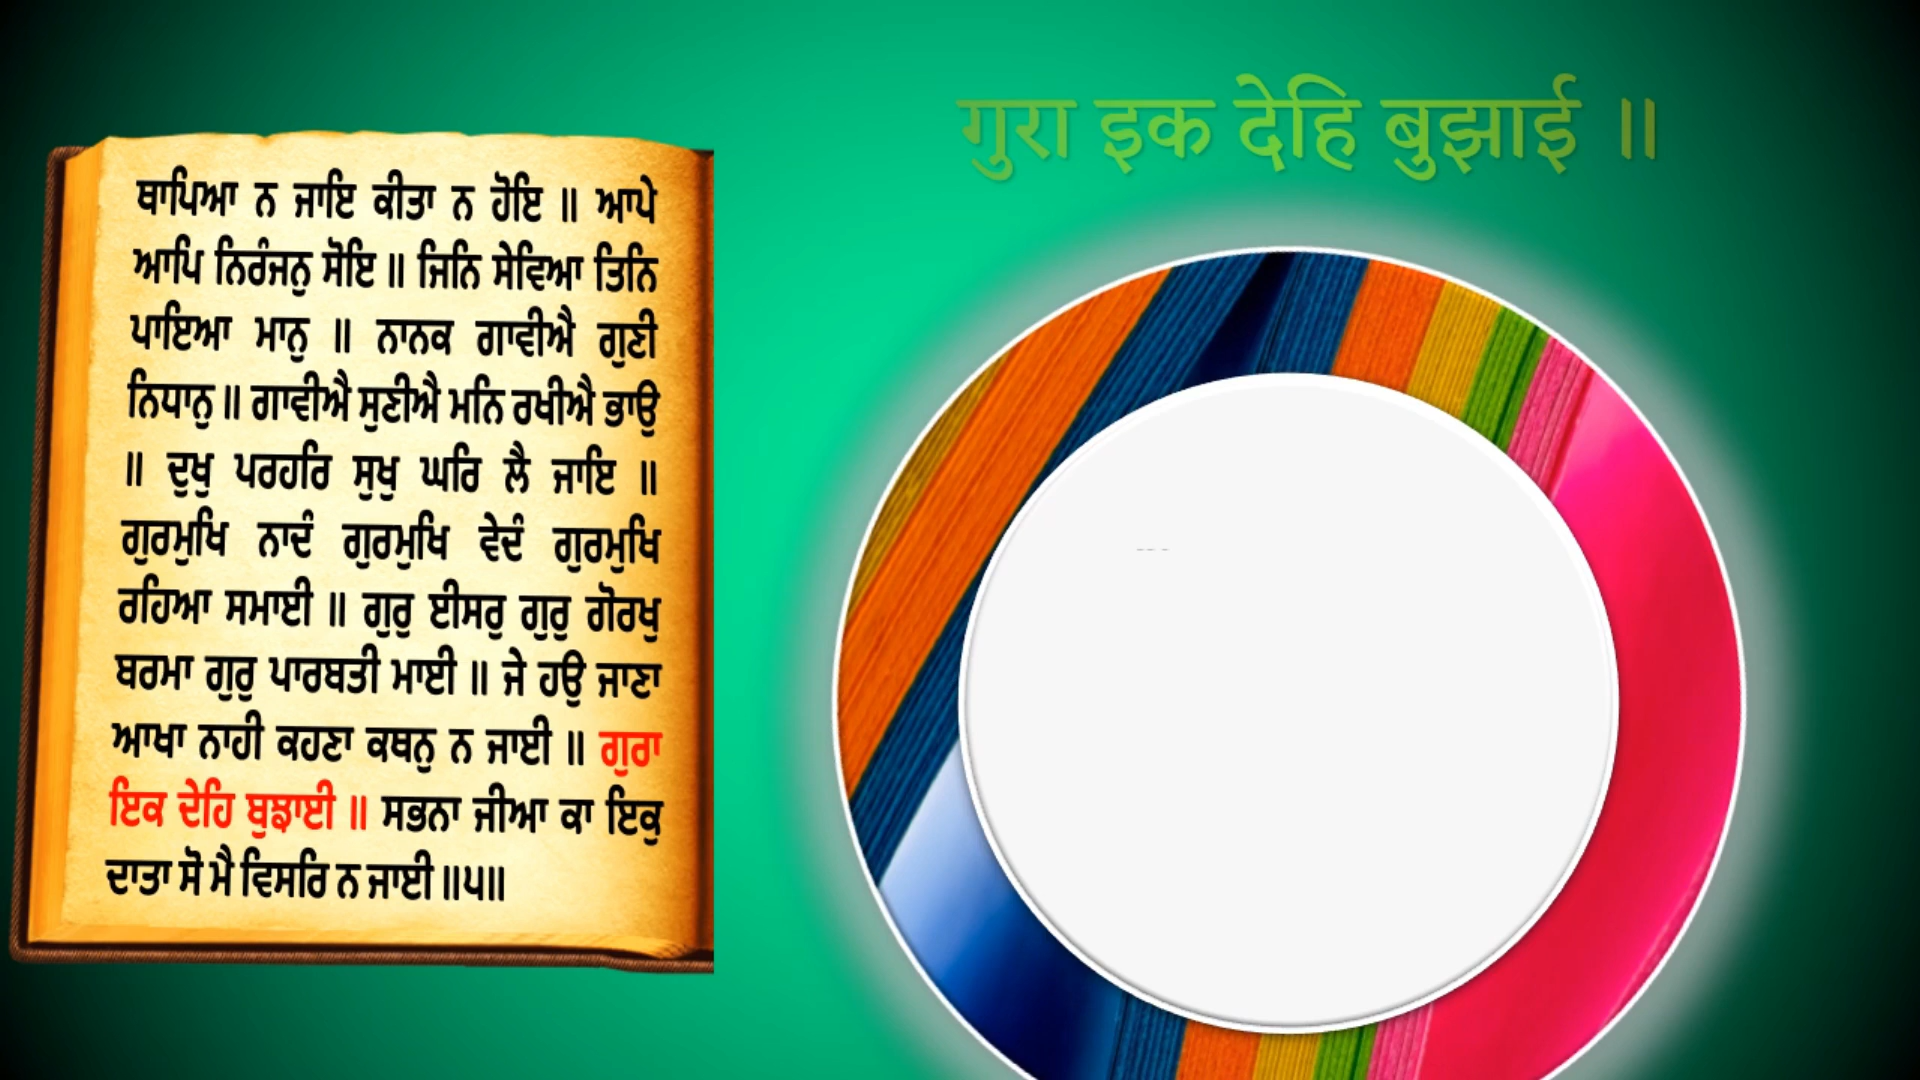 ਥਾਪਿਆ ਨ ਜਾਇ ਕੀਤਾ ਨ ਹੋਇ ॥ ਆਪੇ
ਆਪਿ ਨਿਰੰਜਨੁ ਸੋਇ ॥ ਜਿਨਿ ਸੇਵਿਆ ਤਿਨਿ
ਪਾਇਆ ਮਾਨੁ ॥ ਨਾਨਕ ਗਾਵੀਐ ਗੁਣੀ
ਨਿਧਾਨੁ ॥ ਗਾਵੀਐ ਸੁਣੀਐ ਮਨਿ ਰਖੀਐ ਭਾਉ
॥ ਦੁਖੁ ਪਰਹਰਿ ਸੁਖੁ ਘਰਿ ਲੈ ਜਾਇ ॥
ਗੁਰਮੁਖਿ ਨਾਦੰ ਗੁਰਮੁਖਿ ਵੇਦੰ ਗੁਰਮੁਖਿ
ਰਹਿਆ ਸਮਾਈ ॥ ਗੁਰੁ ਈਸਰੁ ਗੁਰੁ ਗੋਰਖੁ
ਬਰਮਾ ਗੁਰੁ ਪਾਰਬਤੀ ਮਾਈ ॥ ਜੇ ਹਉ ਜਾਣਾ
ਆਖਾ ਨਾਹੀ ਕਹਣਾ ਕਥਨੁ ਨ ਜਾਈ ॥ ਗੁਰਾ
ਇਕ ਦੇਹਿ ਬੁਝਾਈ ॥ ਸਭਨਾ ਜੀਆ ਕਾ ਇਕੁ
ਦਾਤਾ ਸੋ ਮੈ ਵਿਸਰਿ ਨ ਜਾਈ ॥੫॥
गुरा इक देहि बुझाई ॥